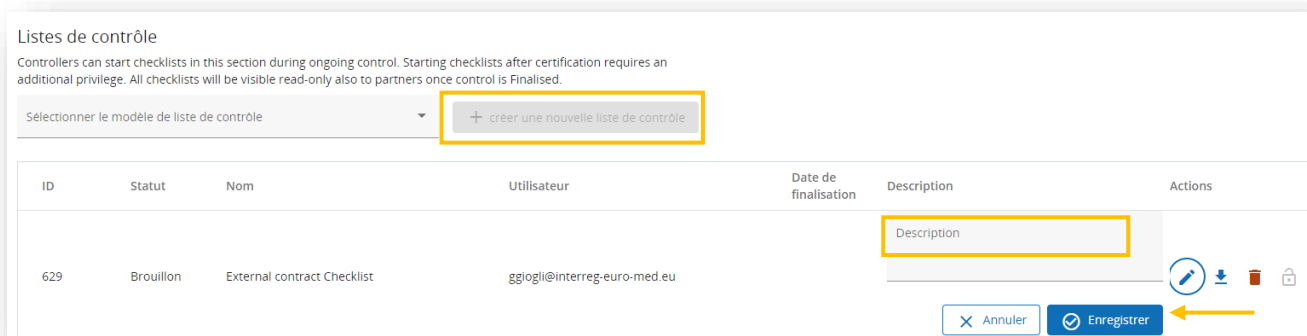 Listes de contrôle
Controllers can start checklists in this section during ongoing control. Starting checklists after certification requires an
additional privilege. All checklists will be visible read-only also to partners once control is Finalised.
Sélectionner le modèle de liste de contrôle
+ créer une nouvelle liste de contrôle
ID Statut Nom Utilisateur Date de finalisation Description Actions
Description
629 Brouillon External contract Checklist ggiogli@interreg-euro-med.eu
Annuler Enregistrer